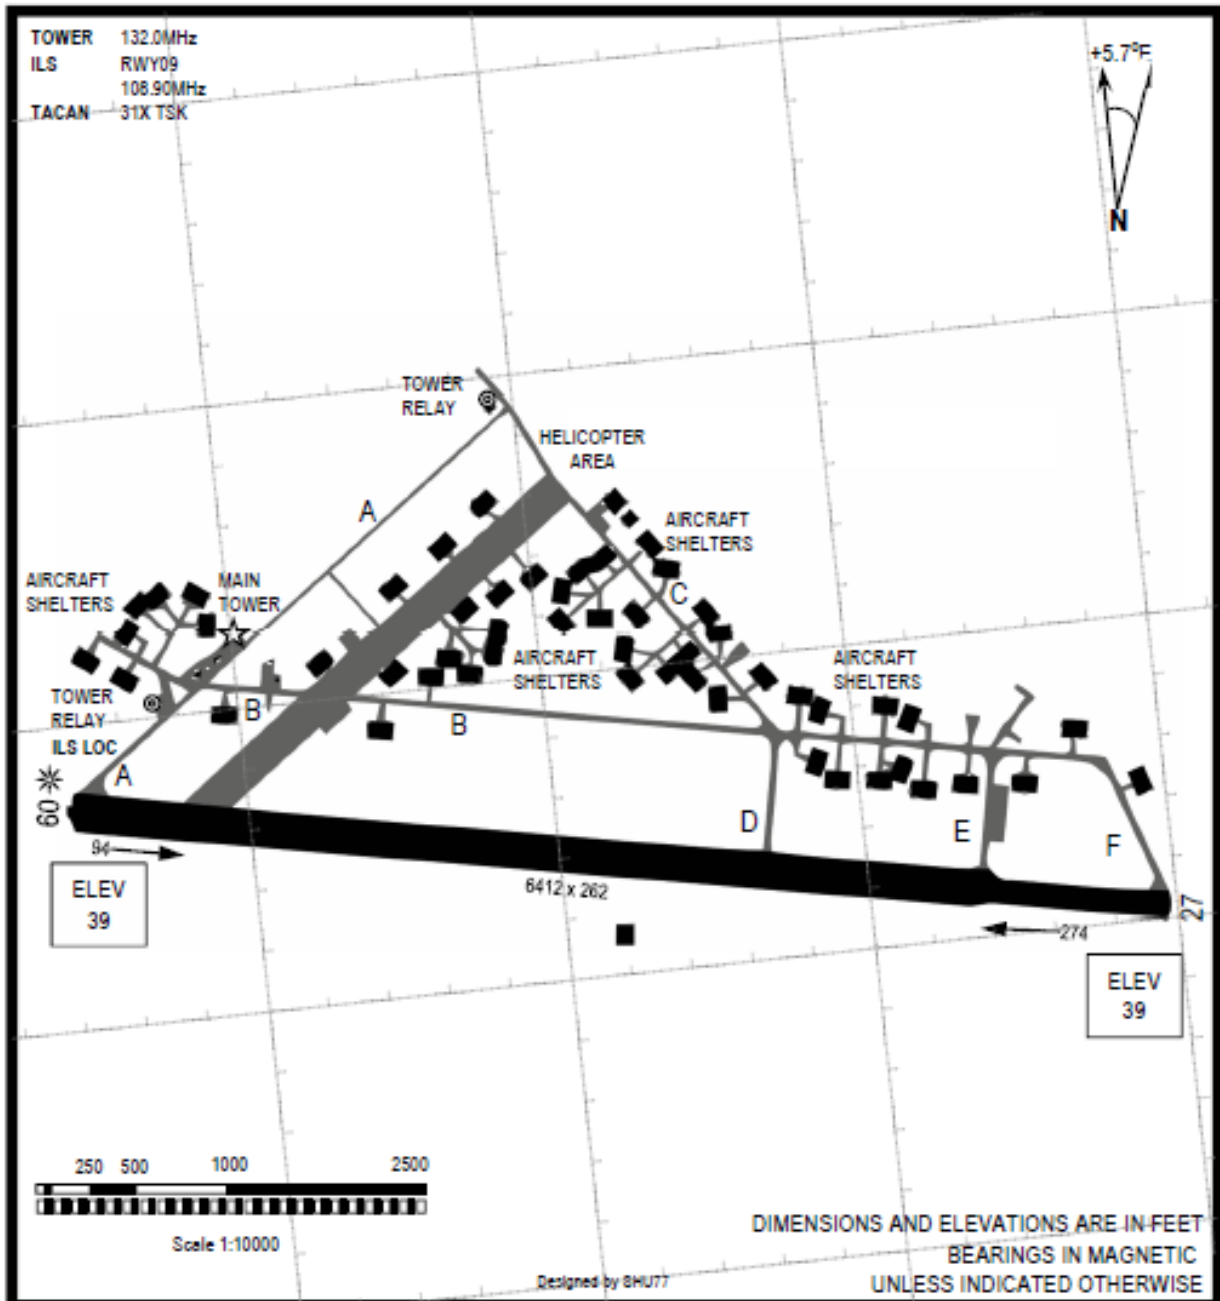 TOWER 132.0MHz
ILS RWY09
108.90MHz
TACAN 31X TSK
+5.7°E
N
TOWER
RELAY
HELICOPTER
AREA
A
AIRCRAFT
SHELTERS
AIRCRAFT
SHELTERS
MAIN
TOWER
C
AIRCRAFT
SHELTERS
AIRCRAFT
SHELTERS
TOWER
RELAY
B
B
ILS LOC
A
09
D
E
F
94
6412 x 262
27
274
ELEV
39
ELEV
39
250 500 1000 2500
Scale 1:10000
DIMENSIONS AND ELEVATIONS ARE IN FEET
BEARINGS IN MAGNETIC
UNLESS INDICATED OTHERWISE
Designed by SHU77